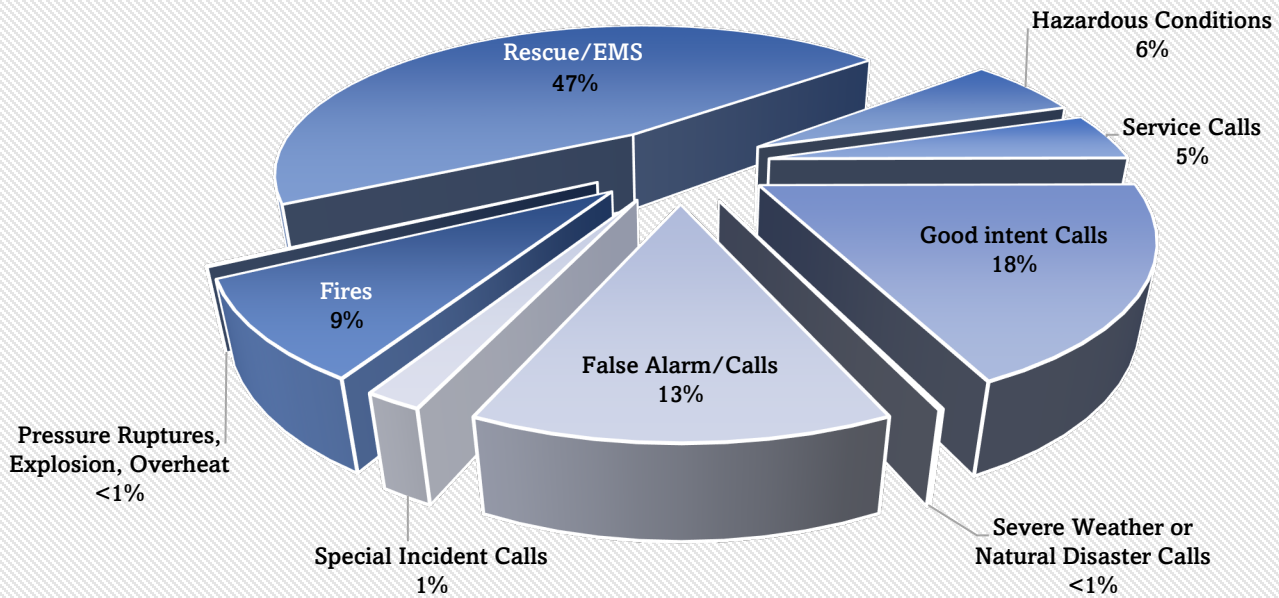 Hazardous Conditions
6%
Rescue/EMS
47%
Service Calls
5%
Good intent Calls
18%
Fires
9%
False Alarm/Calls
13%
Pressure Ruptures,
Explosion, Overheat
<1%
Special Incident Calls
1%
Severe Weather or
Natural Disaster Calls
<1%